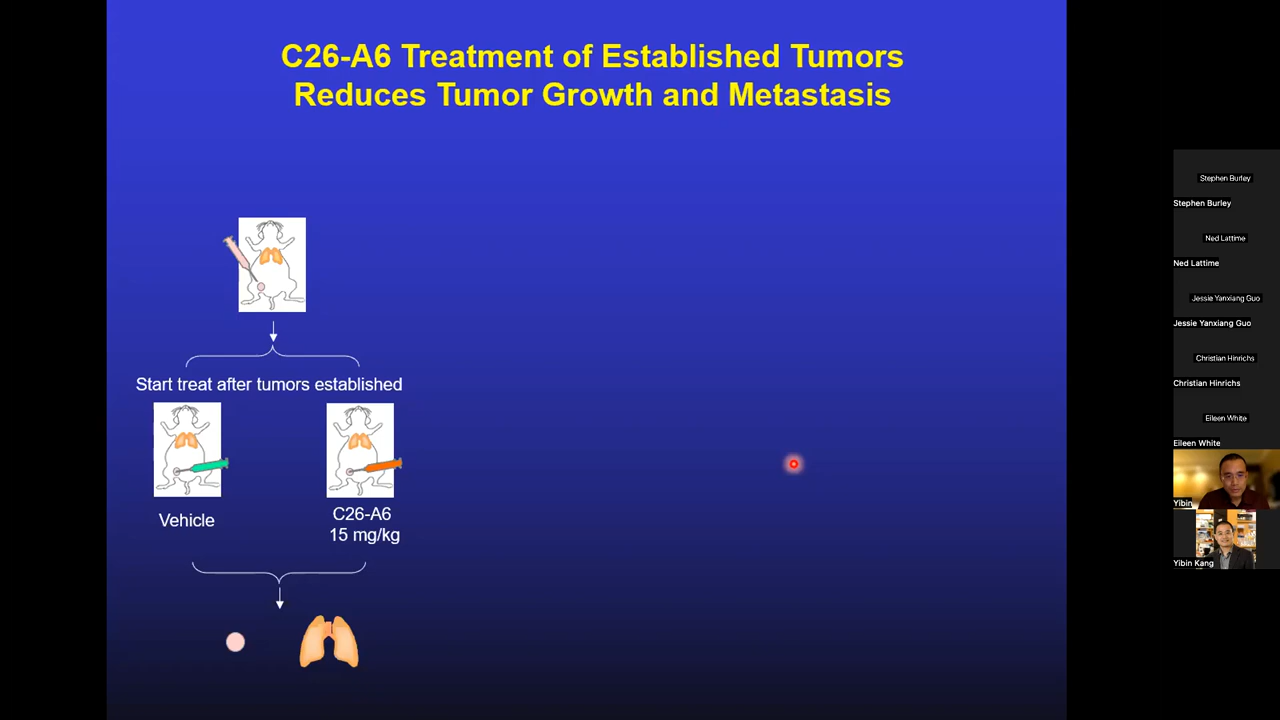 C26-A6 Treatment of Established Tumors
Reduces Tumor Growth and Metastasis
Start treat after tumors established
Vehicle
C26-A6
15 mg/kg
Stephen Burley
Stephen Burley
Ned Lattime
Ned Lattime
Jessie Yanxiang Guo
Jessie Yanxiang Guo
Christian Hinrichs
Christian Hinrichs
Eileen White
Eileen White
Yibin
Yibin Kang